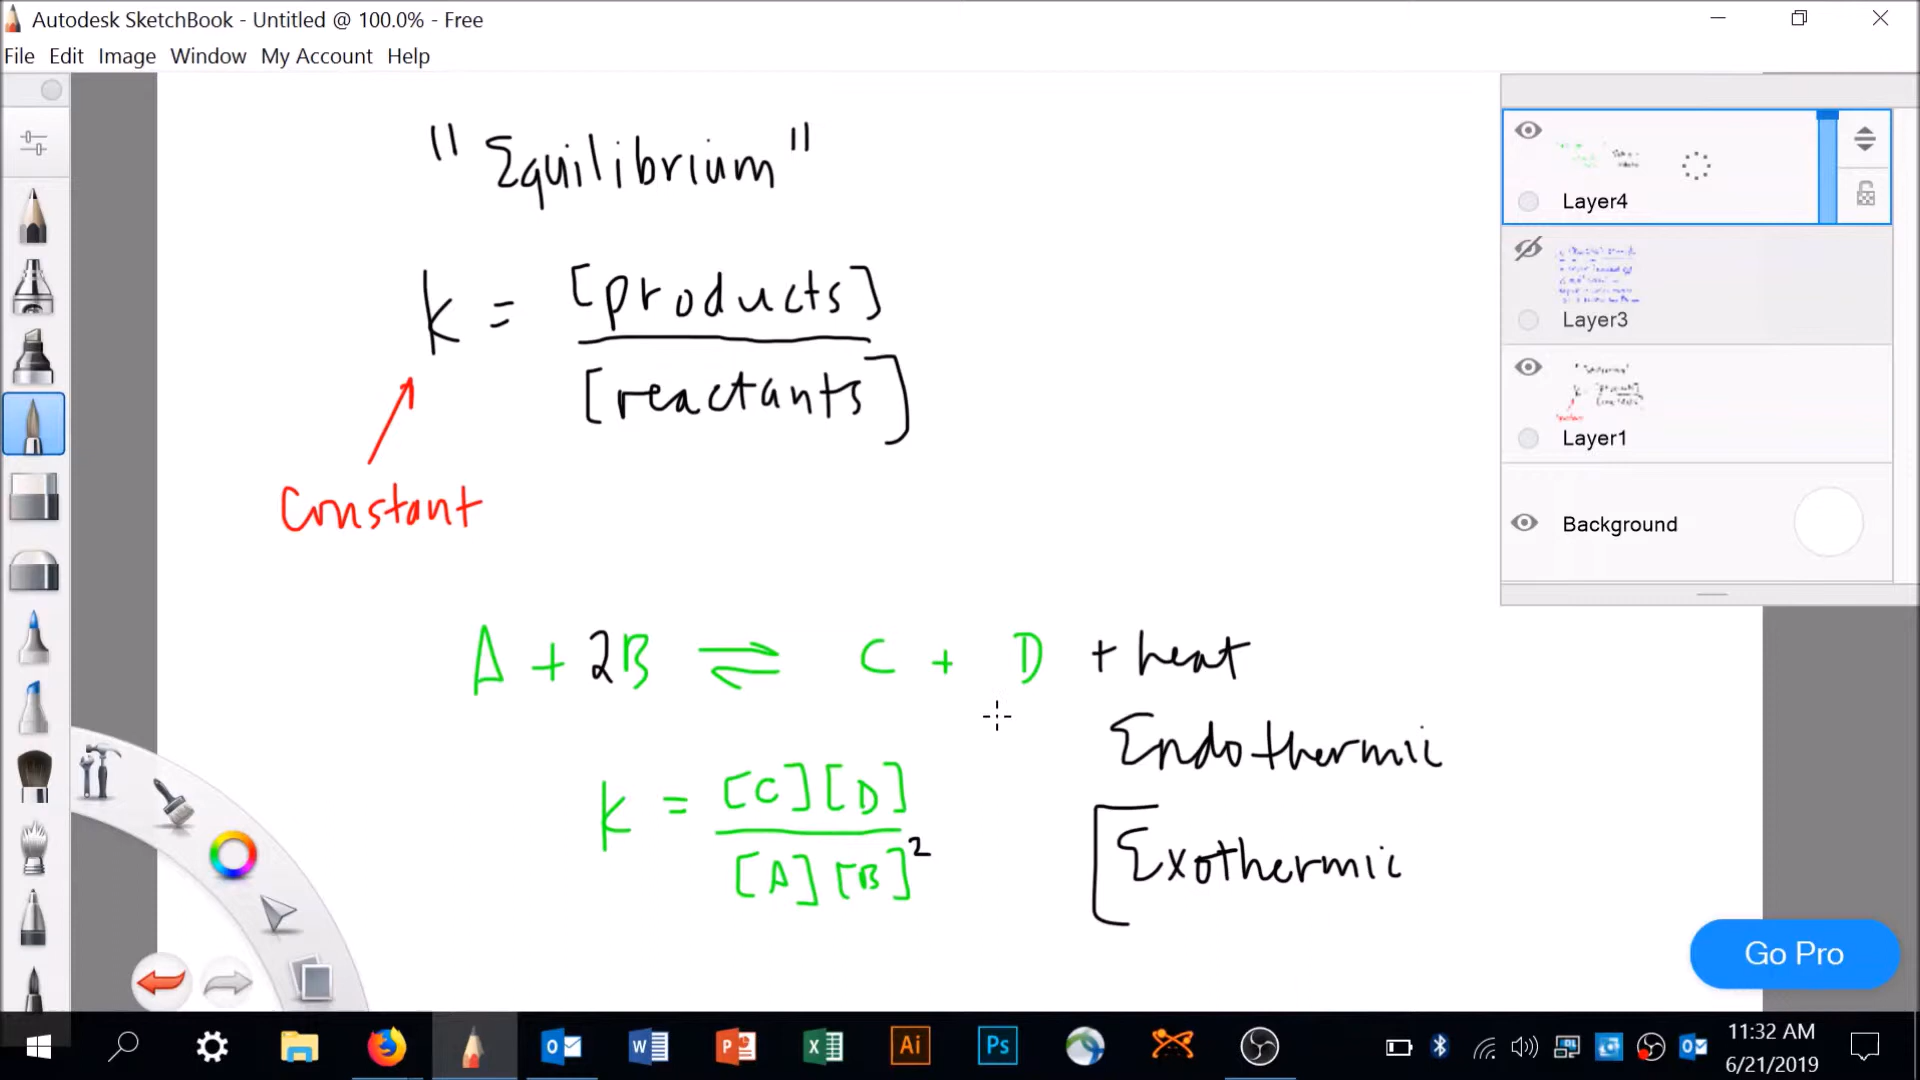 Autodesk SketchBook - Untitled @ 100.0% - Free
File Edit Image Window My Account Help
"Equilibrium"
k = [products]
[reactants]
Constant
A + 2B ⇌ C + D + heat
Endothermic
k = [C][D]
[A][B]²
[Exothermic
Layer4
Layer3
Layer1
Background
Go Pro
11:32 AM
6/21/2019